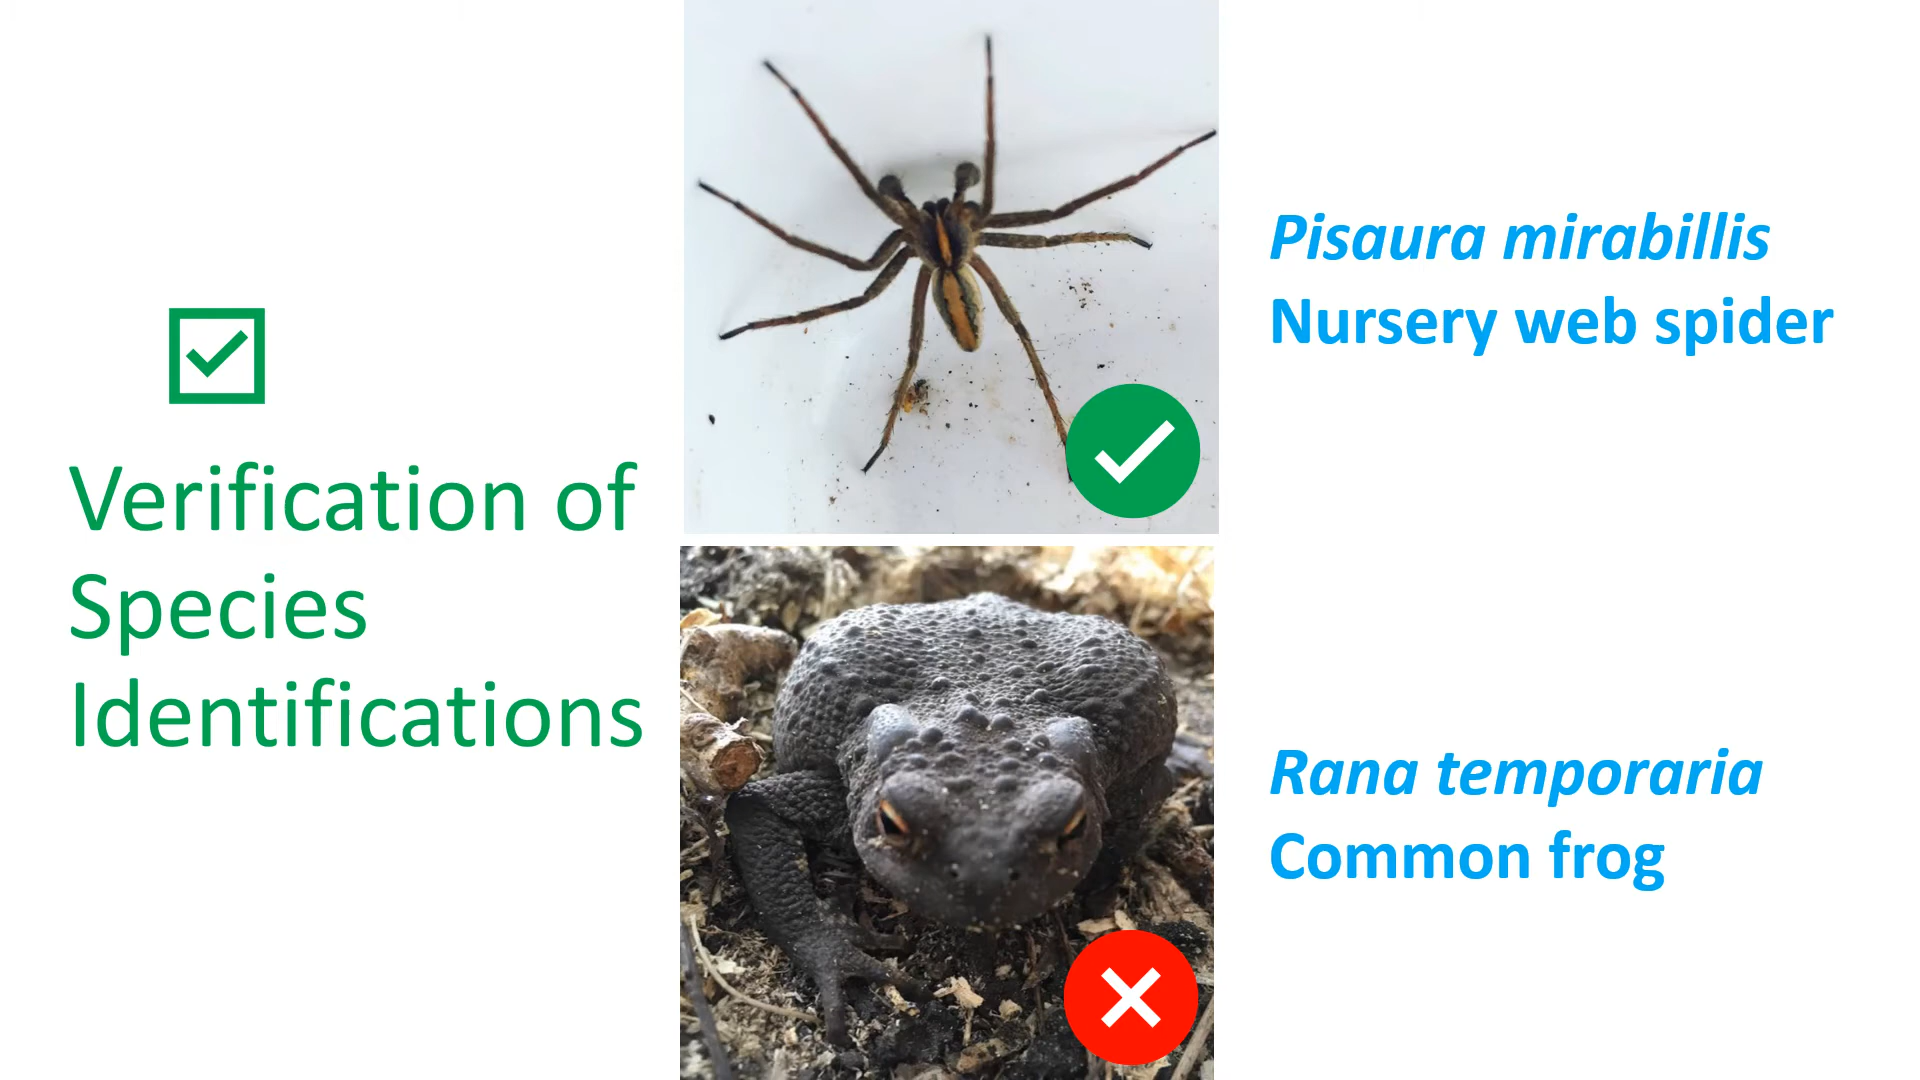 Verification of
Species
Identifications
Pisaura mirabillis
Nursery web spider
Rana temporaria
Common frog